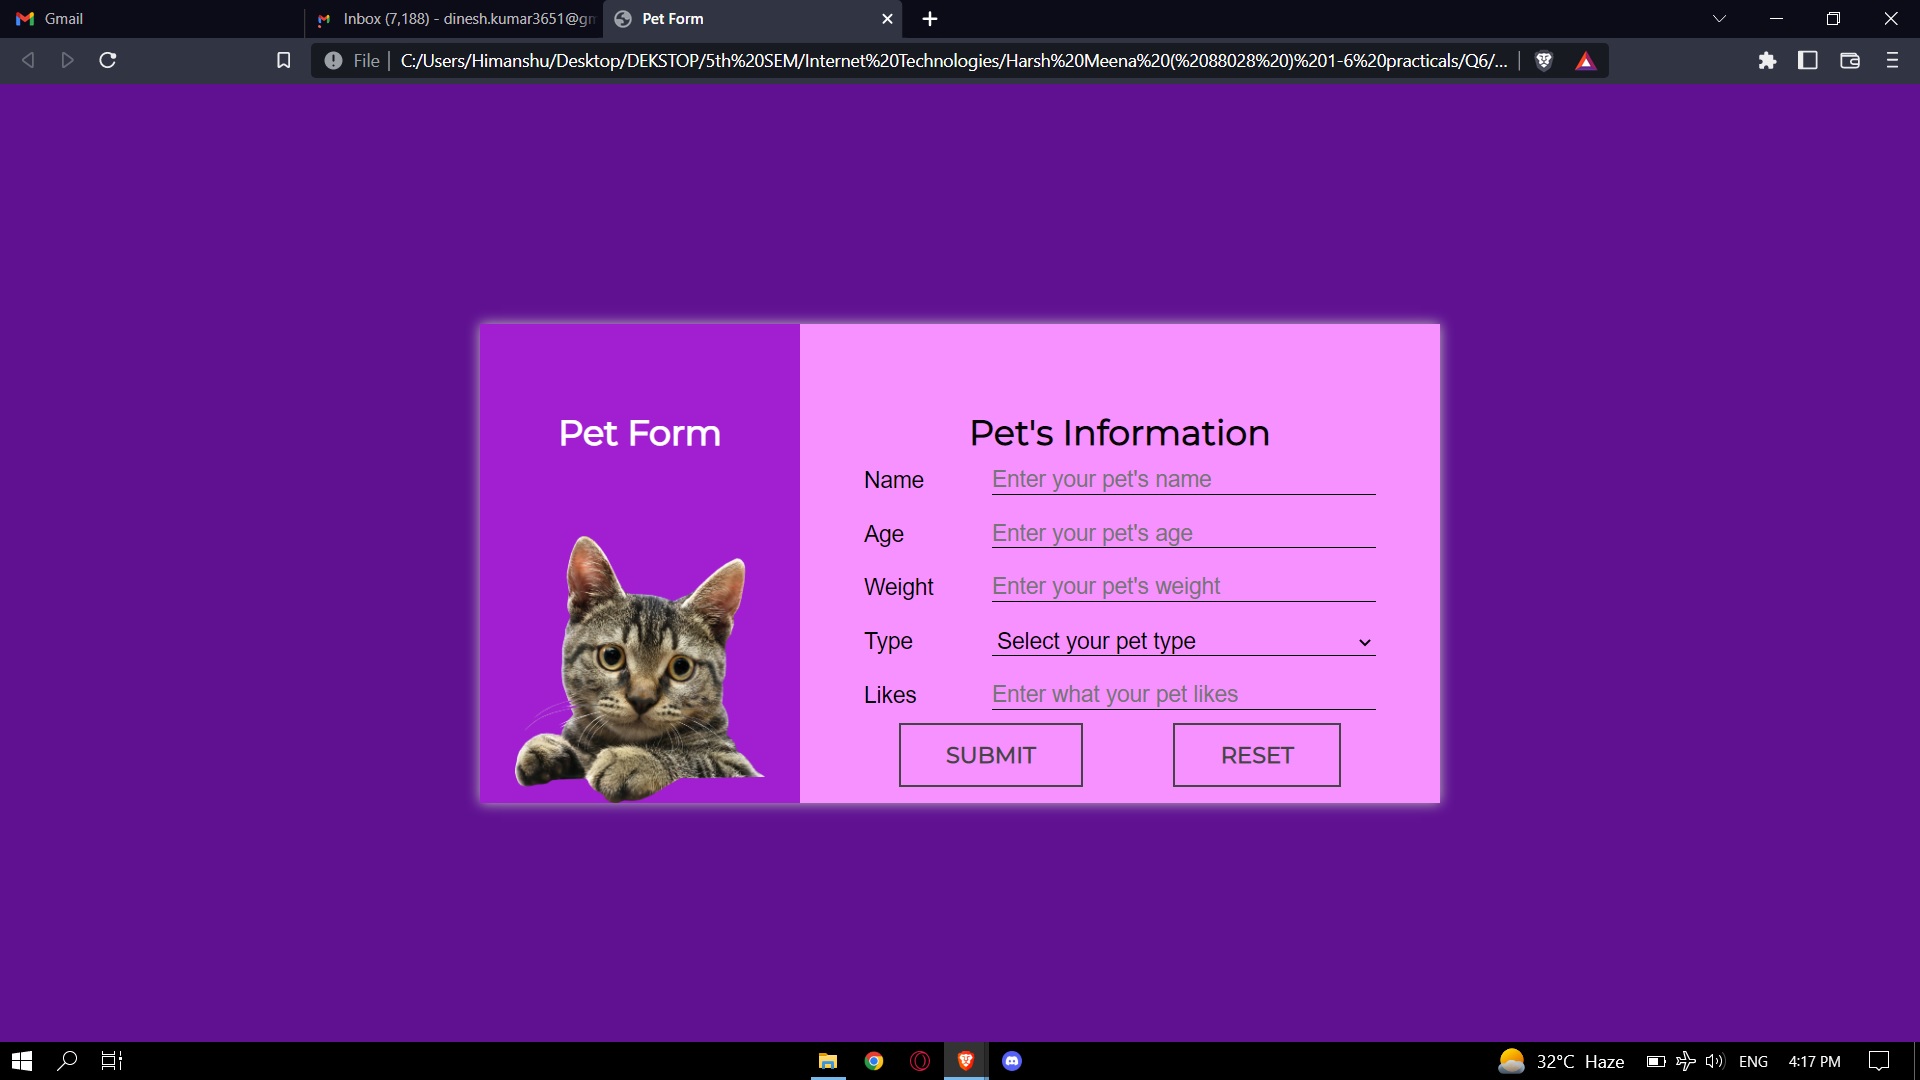 Gmail
Inbox (7,188) - dinesh.kumar3651@gm
Pet Form
File
C:/Users/Himanshu/Desktop/DEKSTOP/5th%20SEM/Internet%20Technologies/Harsh%20Meena%20(%2088028%20)%201-6%20practicals/Q6/...
Pet Form
Pet's Information
Name
Enter your pet's name
Age
Enter your pet's age
Weight
Enter your pet's weight
Type
Select your pet type
Likes
Enter what your pet likes
SUBMIT
RESET
32°C Haze
ENG
4:17 PM